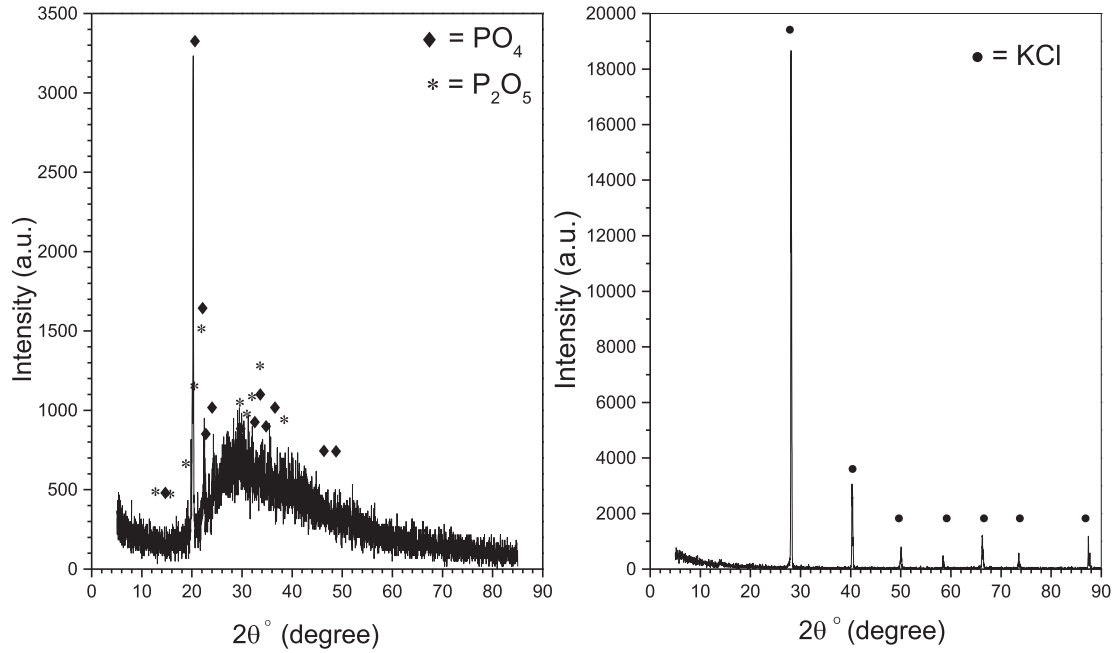 3500
3000
2500
2000
1500
1000
500
0
Intensity (a.u.)
♦ = PO₄
* = P₂O₅
0 10 20 30 40 50 60 70 80 90
2θ° (degree)
20000
18000
16000
14000
12000
10000
8000
6000
4000
2000
0
Intensity (a.u.)
● = KCl
0 10 20 30 40 50 60 70 80 90
2θ° (degree)